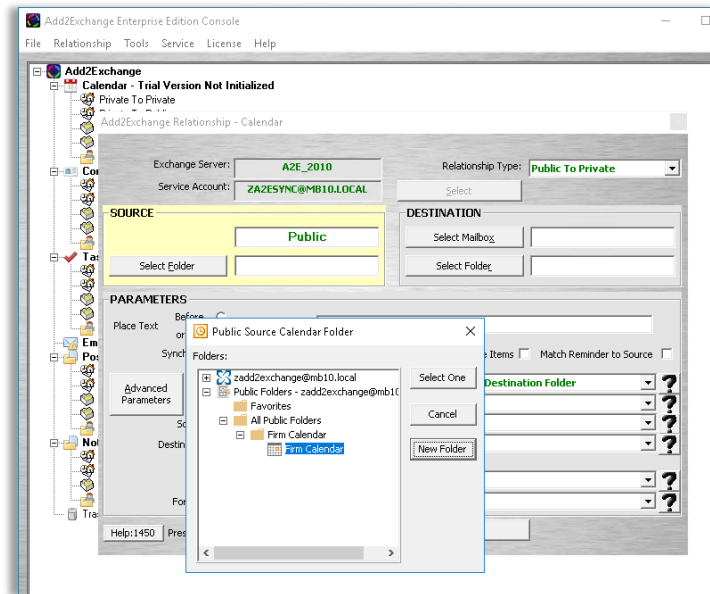 Add2Exchange Enterprise Edition Console
File Relationship Tools Service License Help
Add2Exchange
Calendar - Trial Version Not Initialized
Private To Private
Add2Exchange Relationship - Calendar
Exchange Server: A2E_2010 Relationship Type: Public To Private
Service Account: ZA2ESYNC@MB10.LOCAL Select
SOURCE DESTINATION
Public Select Mailbox
Select Folder Select Folder
PARAMETERS
Place Text Before
or
Public Source Calendar Folder
Folders:
zadd2exchange@mb10.local Select One
Public Folders - zadd2exchange@mb10
Favorites
All Public Folders Cancel
Firm Calendar
Firm Calendar New Folder
Items Match Reminder to Source
Advanced
Parameters
Destination Folder
Help:1450